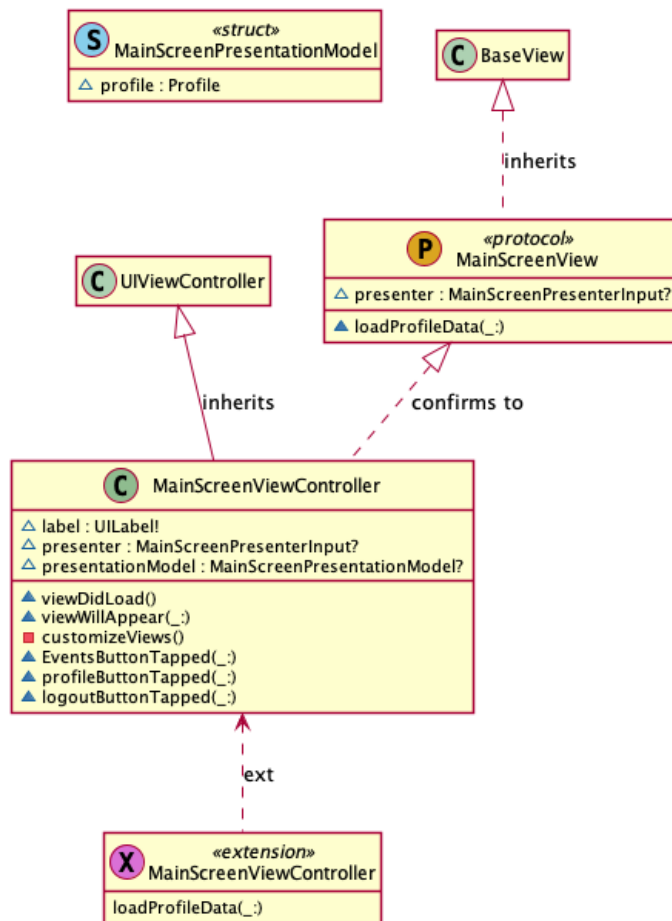 S
«struct»
MainScreenPresentationModel
profile : Profile
C BaseView
inherits
P
«protocol»
MainScreenView
presenter : MainScreenPresenterInput?
loadProfileData(_:)
C UIViewController
inherits
confirms to
C MainScreenViewController
label : UILabel!
presenter : MainScreenPresenterInput?
presentationModel : MainScreenPresentationModel?
viewDidLoad()
viewWillAppear(_:)
customizeViews()
EventsButtonTapped(_:)
profileButtonTapped(_:)
logoutButtonTapped(_:)
ext
X
«extension»
MainScreenViewController
loadProfileData(_:)